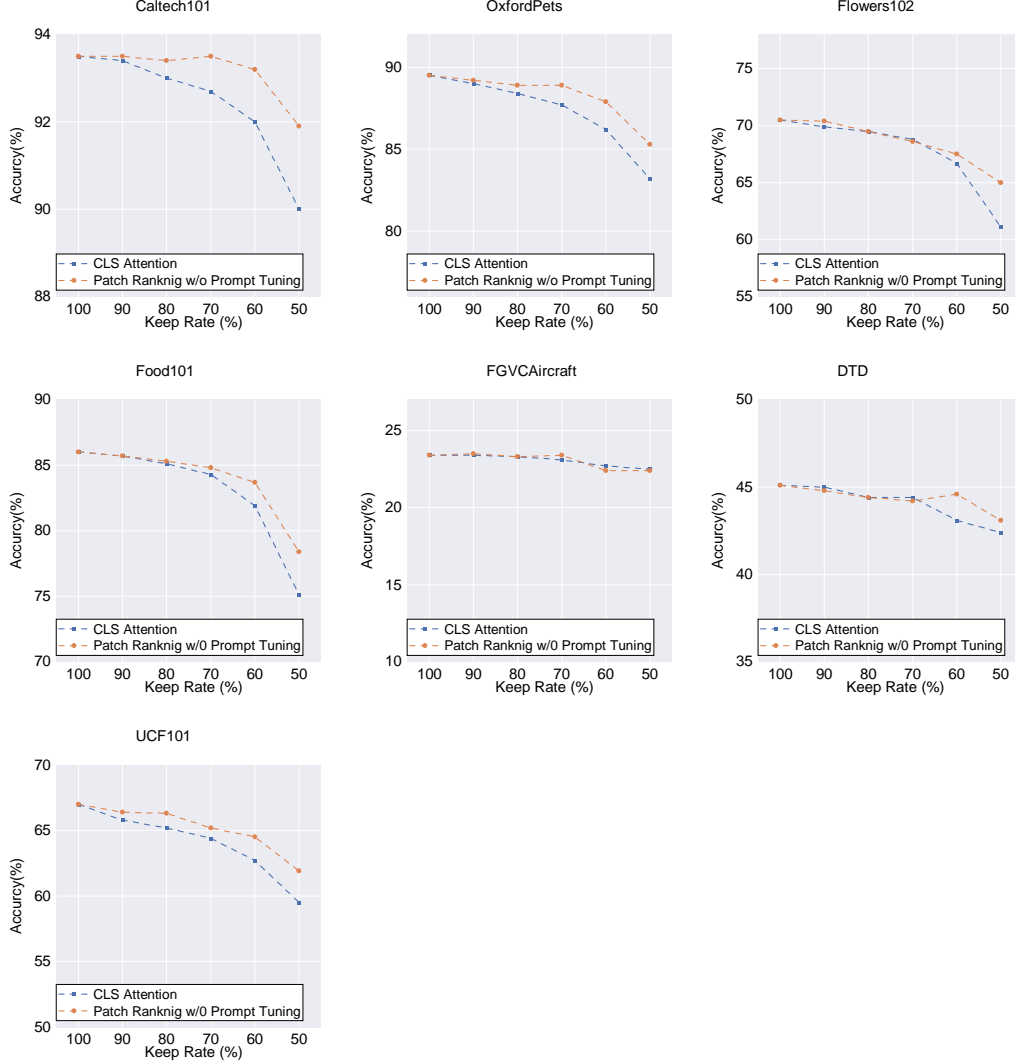 Caltech101
OxfordPets
Flowers102
Accurcy(%)
94
92
90
88
CLS Attention
Patch Ranknig w/o Prompt Tuning
100 90 80 70 60 50
Keep Rate (%)
Accurcy(%)
90
85
80
CLS Attention
Patch Ranknig w/0 Prompt Tuning
100 90 80 70 60 50
Keep Rate (%)
Accurcy(%)
75
70
65
60
55
CLS Attention
Patch Ranknig w/0 Prompt Tuning
100 90 80 70 60 50
Keep Rate (%)
Food101
FGVCAircraft
DTD
Accurcy(%)
90
85
80
75
70
CLS Attention
Patch Ranknig w/0 Prompt Tuning
100 90 80 70 60 50
Keep Rate (%)
Accurcy(%)
25
20
15
10
CLS Attention
Patch Ranknig w/0 Prompt Tuning
100 90 80 70 60 50
Keep Rate (%)
Accurcy(%)
50
45
40
35
CLS Attention
Patch Ranknig w/0 Prompt Tuning
100 90 80 70 60 50
Keep Rate (%)
UCF101
Accurcy(%)
70
65
60
55
50
CLS Attention
Patch Ranknig w/0 Prompt Tuning
100 90 80 70 60 50
Keep Rate (%)